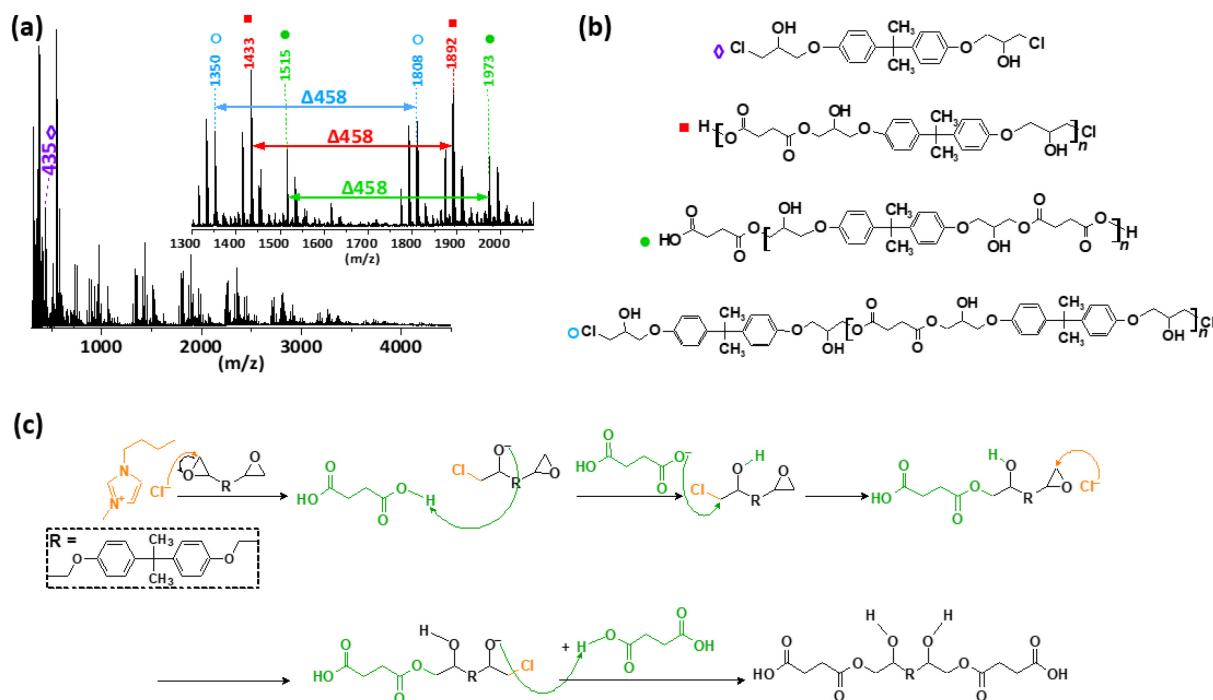 (a)
1350
1433
1515
1808
1892
1973
Δ458
Δ458
Δ458
435
1300 1400 1500 1600 1700 1800 1900 2000
(m/z)
1000 2000 3000 4000
(m/z)
(b)
OH
Cl O CH₃ CH₃ O OH Cl
H O O O O OH O CH₃ CH₃ O OH Cl n
HO O O O OH O CH₃ CH₃ O OH O O O O H n
Cl OH O CH₃ CH₃ O OH O O O O OH O CH₃ CH₃ O OH Cl n
(c)
N N⁺ Cl⁻ O R O
HO O O O H
Cl O⁻ R O
HO O O O⁻
Cl O H R O
HO O O O O H R O Cl⁻
R = O CH₃ CH₃ O
HO O O O H O R O⁻ Cl
+ H O O O OH
HO O O O H O R O H O O O OH